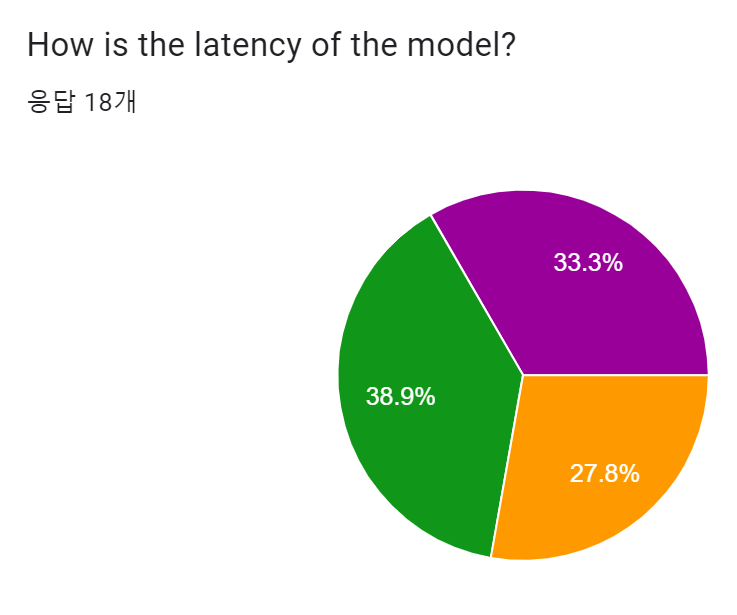 How is the latency of the model?
응답 18개
33.3%
38.9%
27.8%